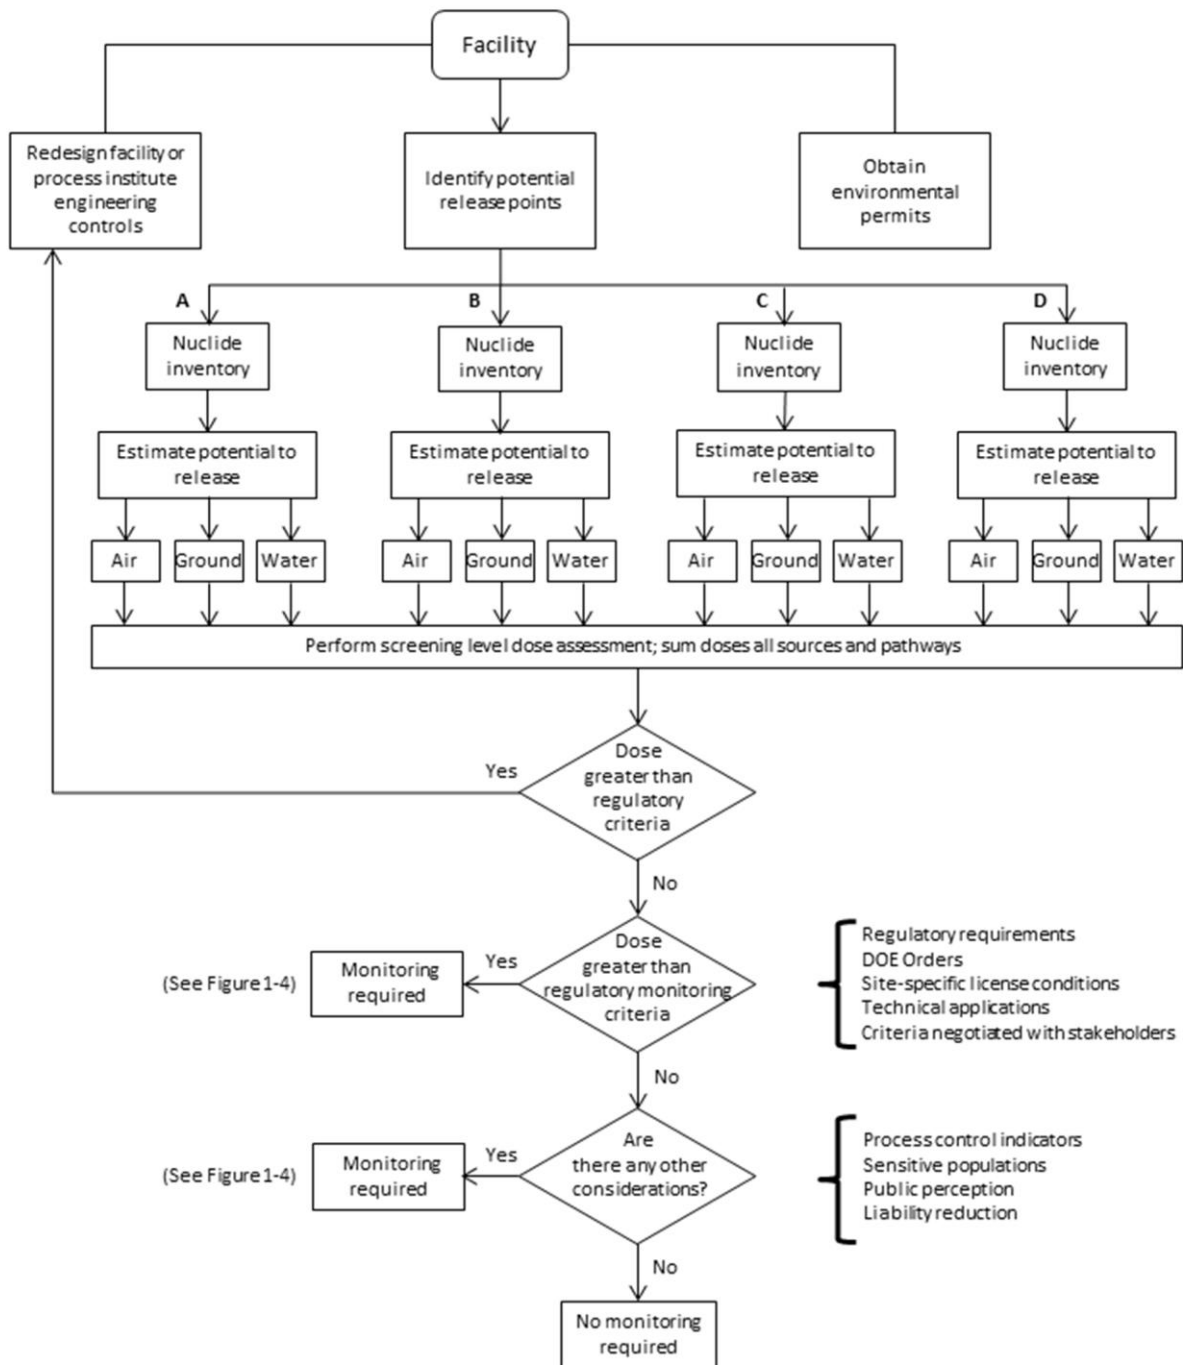 Facility
Redesign facility or
process institute
engineering
controls
Identify potential
release points
Obtain
environmental
permits
A
B
C
D
Nuclide
inventory
Nuclide
inventory
Nuclide
inventory
Nuclide
inventory
Estimate potential to
release
Estimate potential to
release
Estimate potential to
release
Estimate potential to
release
Air
Ground
Water
Air
Ground
Water
Air
Ground
Water
Air
Ground
Water
Perform screening level dose assessment; sum doses all sources and pathways
Dose
greater than
regulatory
criteria
Yes
No
Dose
greater than
regulatory monitoring
criteria
Yes
Monitoring
required
(See Figure 1-4)
Regulatory requirements
DOE Orders
Site-specific license conditions
Technical applications
Criteria negotiated with stakeholders
No
Are
there any other
considerations?
Yes
Monitoring
required
(See Figure 1-4)
Process control indicators
Sensitive populations
Public perception
Liability reduction
No
No monitoring
required